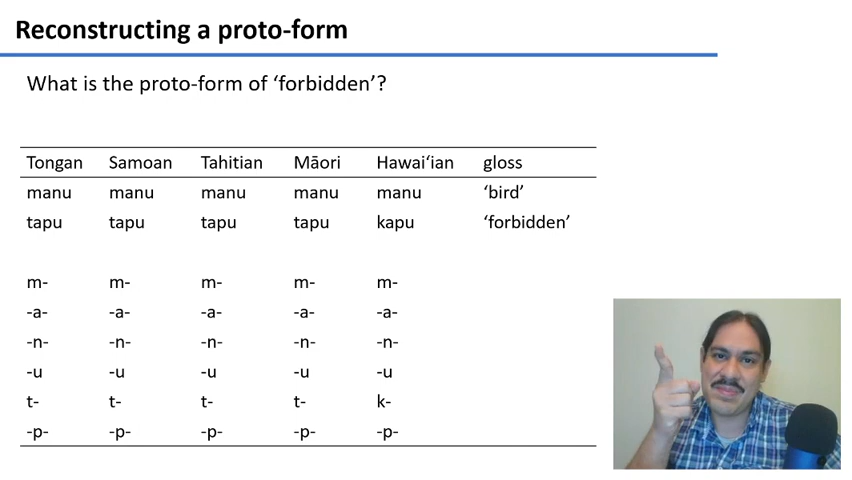 Reconstructing a proto-form
What is the proto-form of ‘forbidden’?
Tongan Samoan Tahitian Māori Hawai‘ian gloss
manu manu manu manu manu ‘bird’
tapu tapu tapu tapu kapu ‘forbidden’
m- m- m- m- m-
-a- -a- -a- -a- -a-
-n- -n- -n- -n- -n-
-u -u -u -u -u
t- t- t- t- k-
-p- -p- -p- -p- -p-